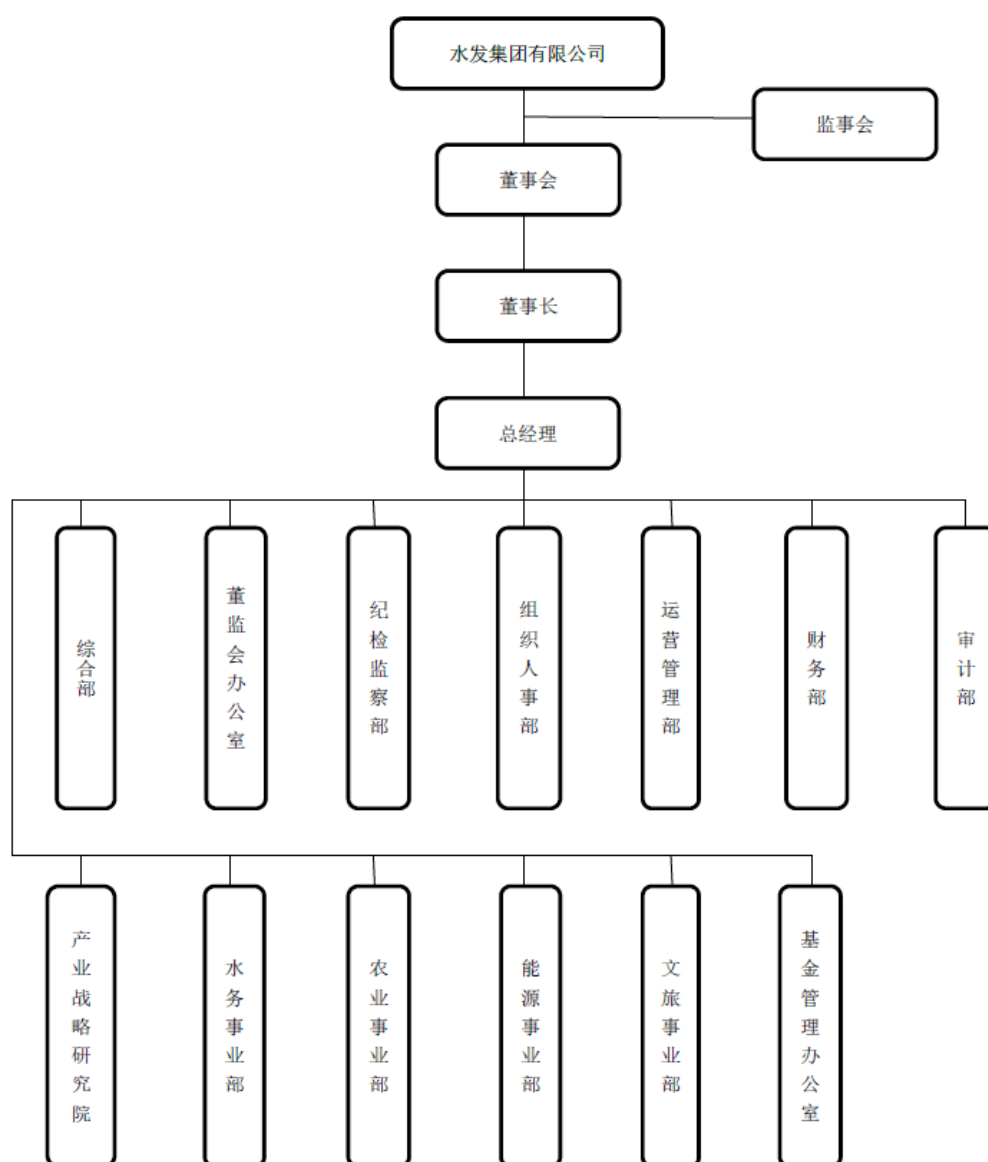 水发集团有限公司
监事会
董事会
董事长
总经理
综合部
董监会办公室
纪检监察部
组织人事部
运营管理部
财务部
审计部
产业战略研究院
水务事业部
农业事业部
能源事业部
文旅事业部
基金管理办公室